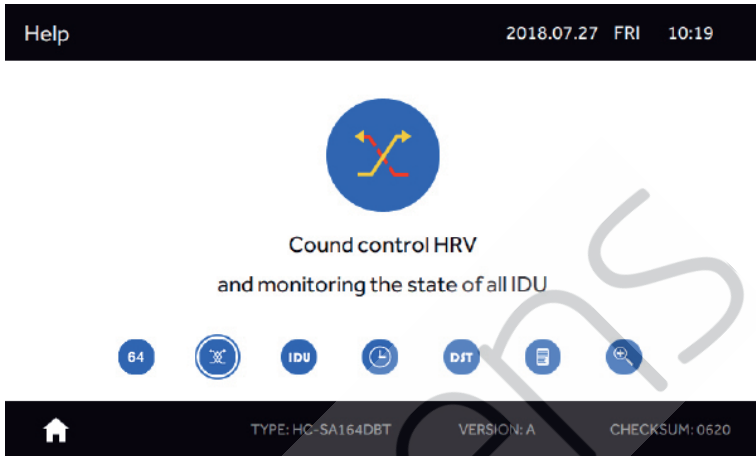 Help 2018.07.27 FRI 10:19
Cound control HRV
and monitoring the state of all IDU
64 IDU DST
TYPE: HC-SA164DBT VERSION: A CHECKSUM: 0620
ens